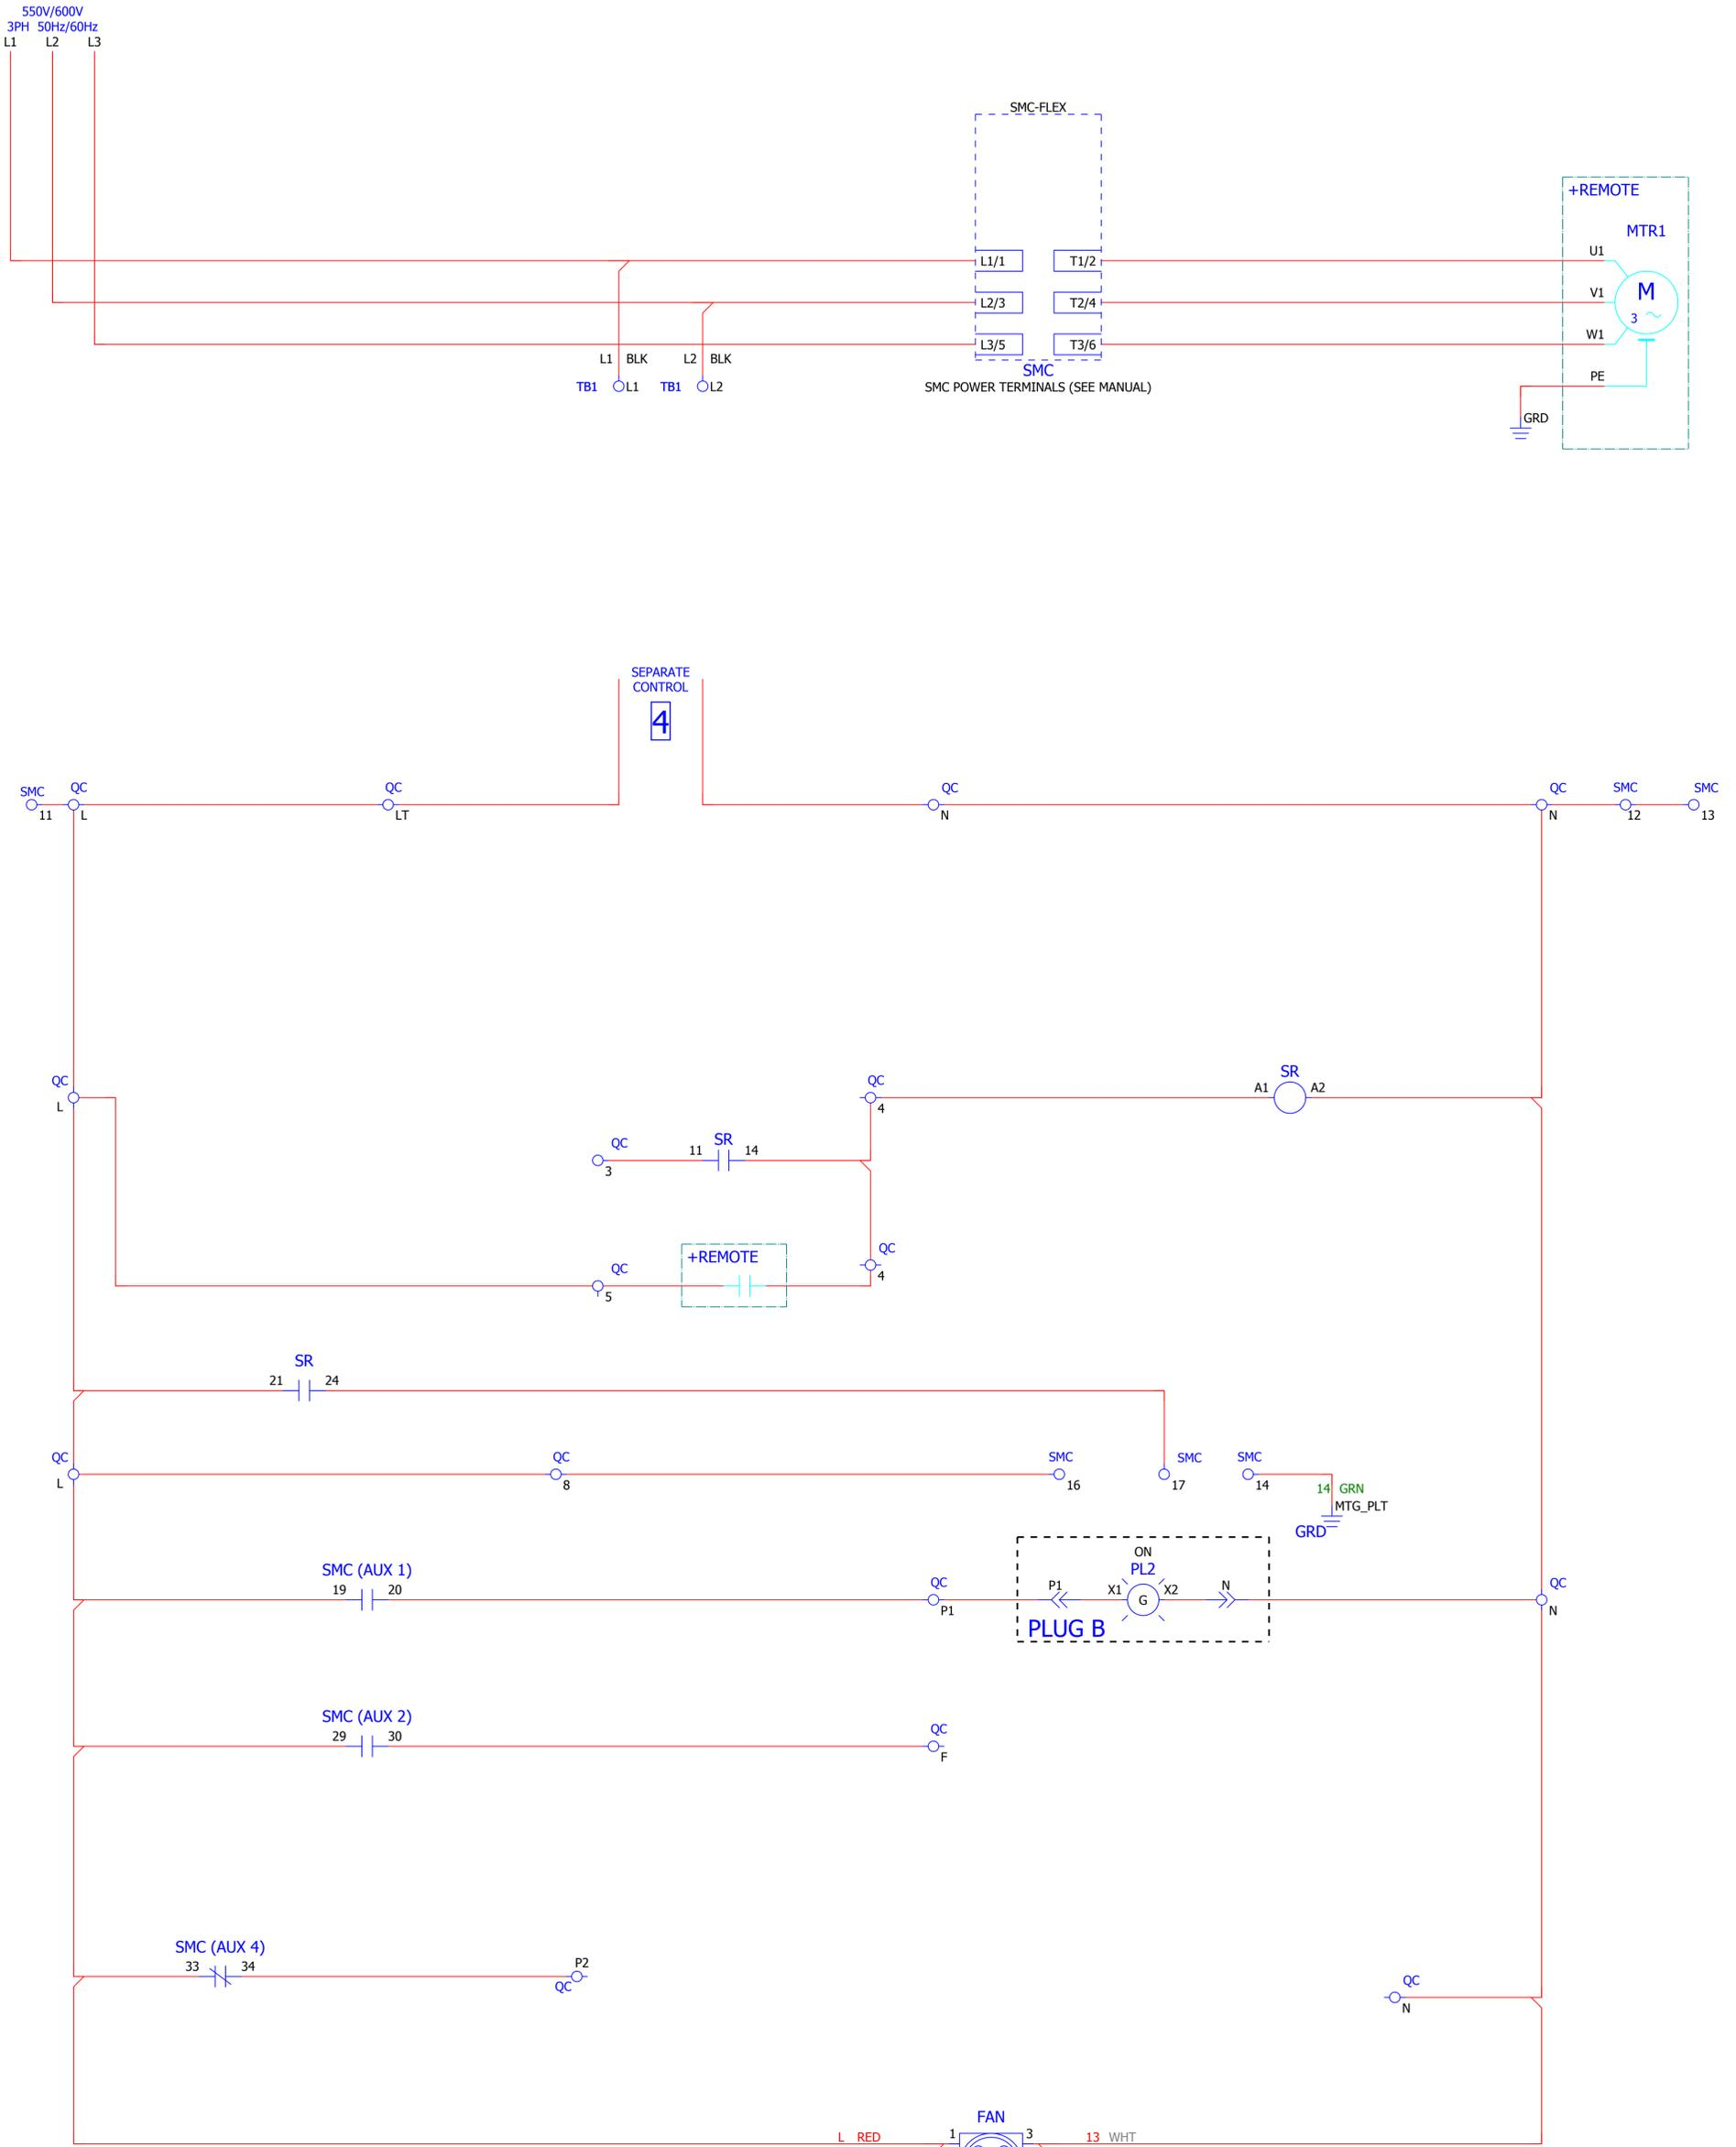 550V/600V
3PH 50Hz/60Hz
L1 L2 L3
SMC-FLEX
+REMOTE
MTR1
U1
L1/1 T1/2
M
3
V1
L2/3 T2/4
W1
L3/5 T3/6
L1 BLK L2 BLK
SMC
PE
TB1 L1 TB1 L2
SMC POWER TERMINALS (SEE MANUAL)
GRD
SEPARATE
CONTROL
4
SMC QC QC QC QC SMC SMC
11 L LT N N 12 13
SR
QC QC A1 A2
L 4
QC 11 SR 14
3
+REMOTE QC
QC 4
5
SR
21 24
QC QC SMC SMC SMC
L 8 16 17 14
14 GRN
MTG_PLT
GRD
ON
SMC (AUX 1) PL2
19 20 QC P1 X1 X2 N QC
G
P1 N
PLUG B
SMC (AUX 2)
29 30 QC
F
SMC (AUX 4)
33 34 P2
QC QC
N
FAN
L RED 1 3 13 WHT